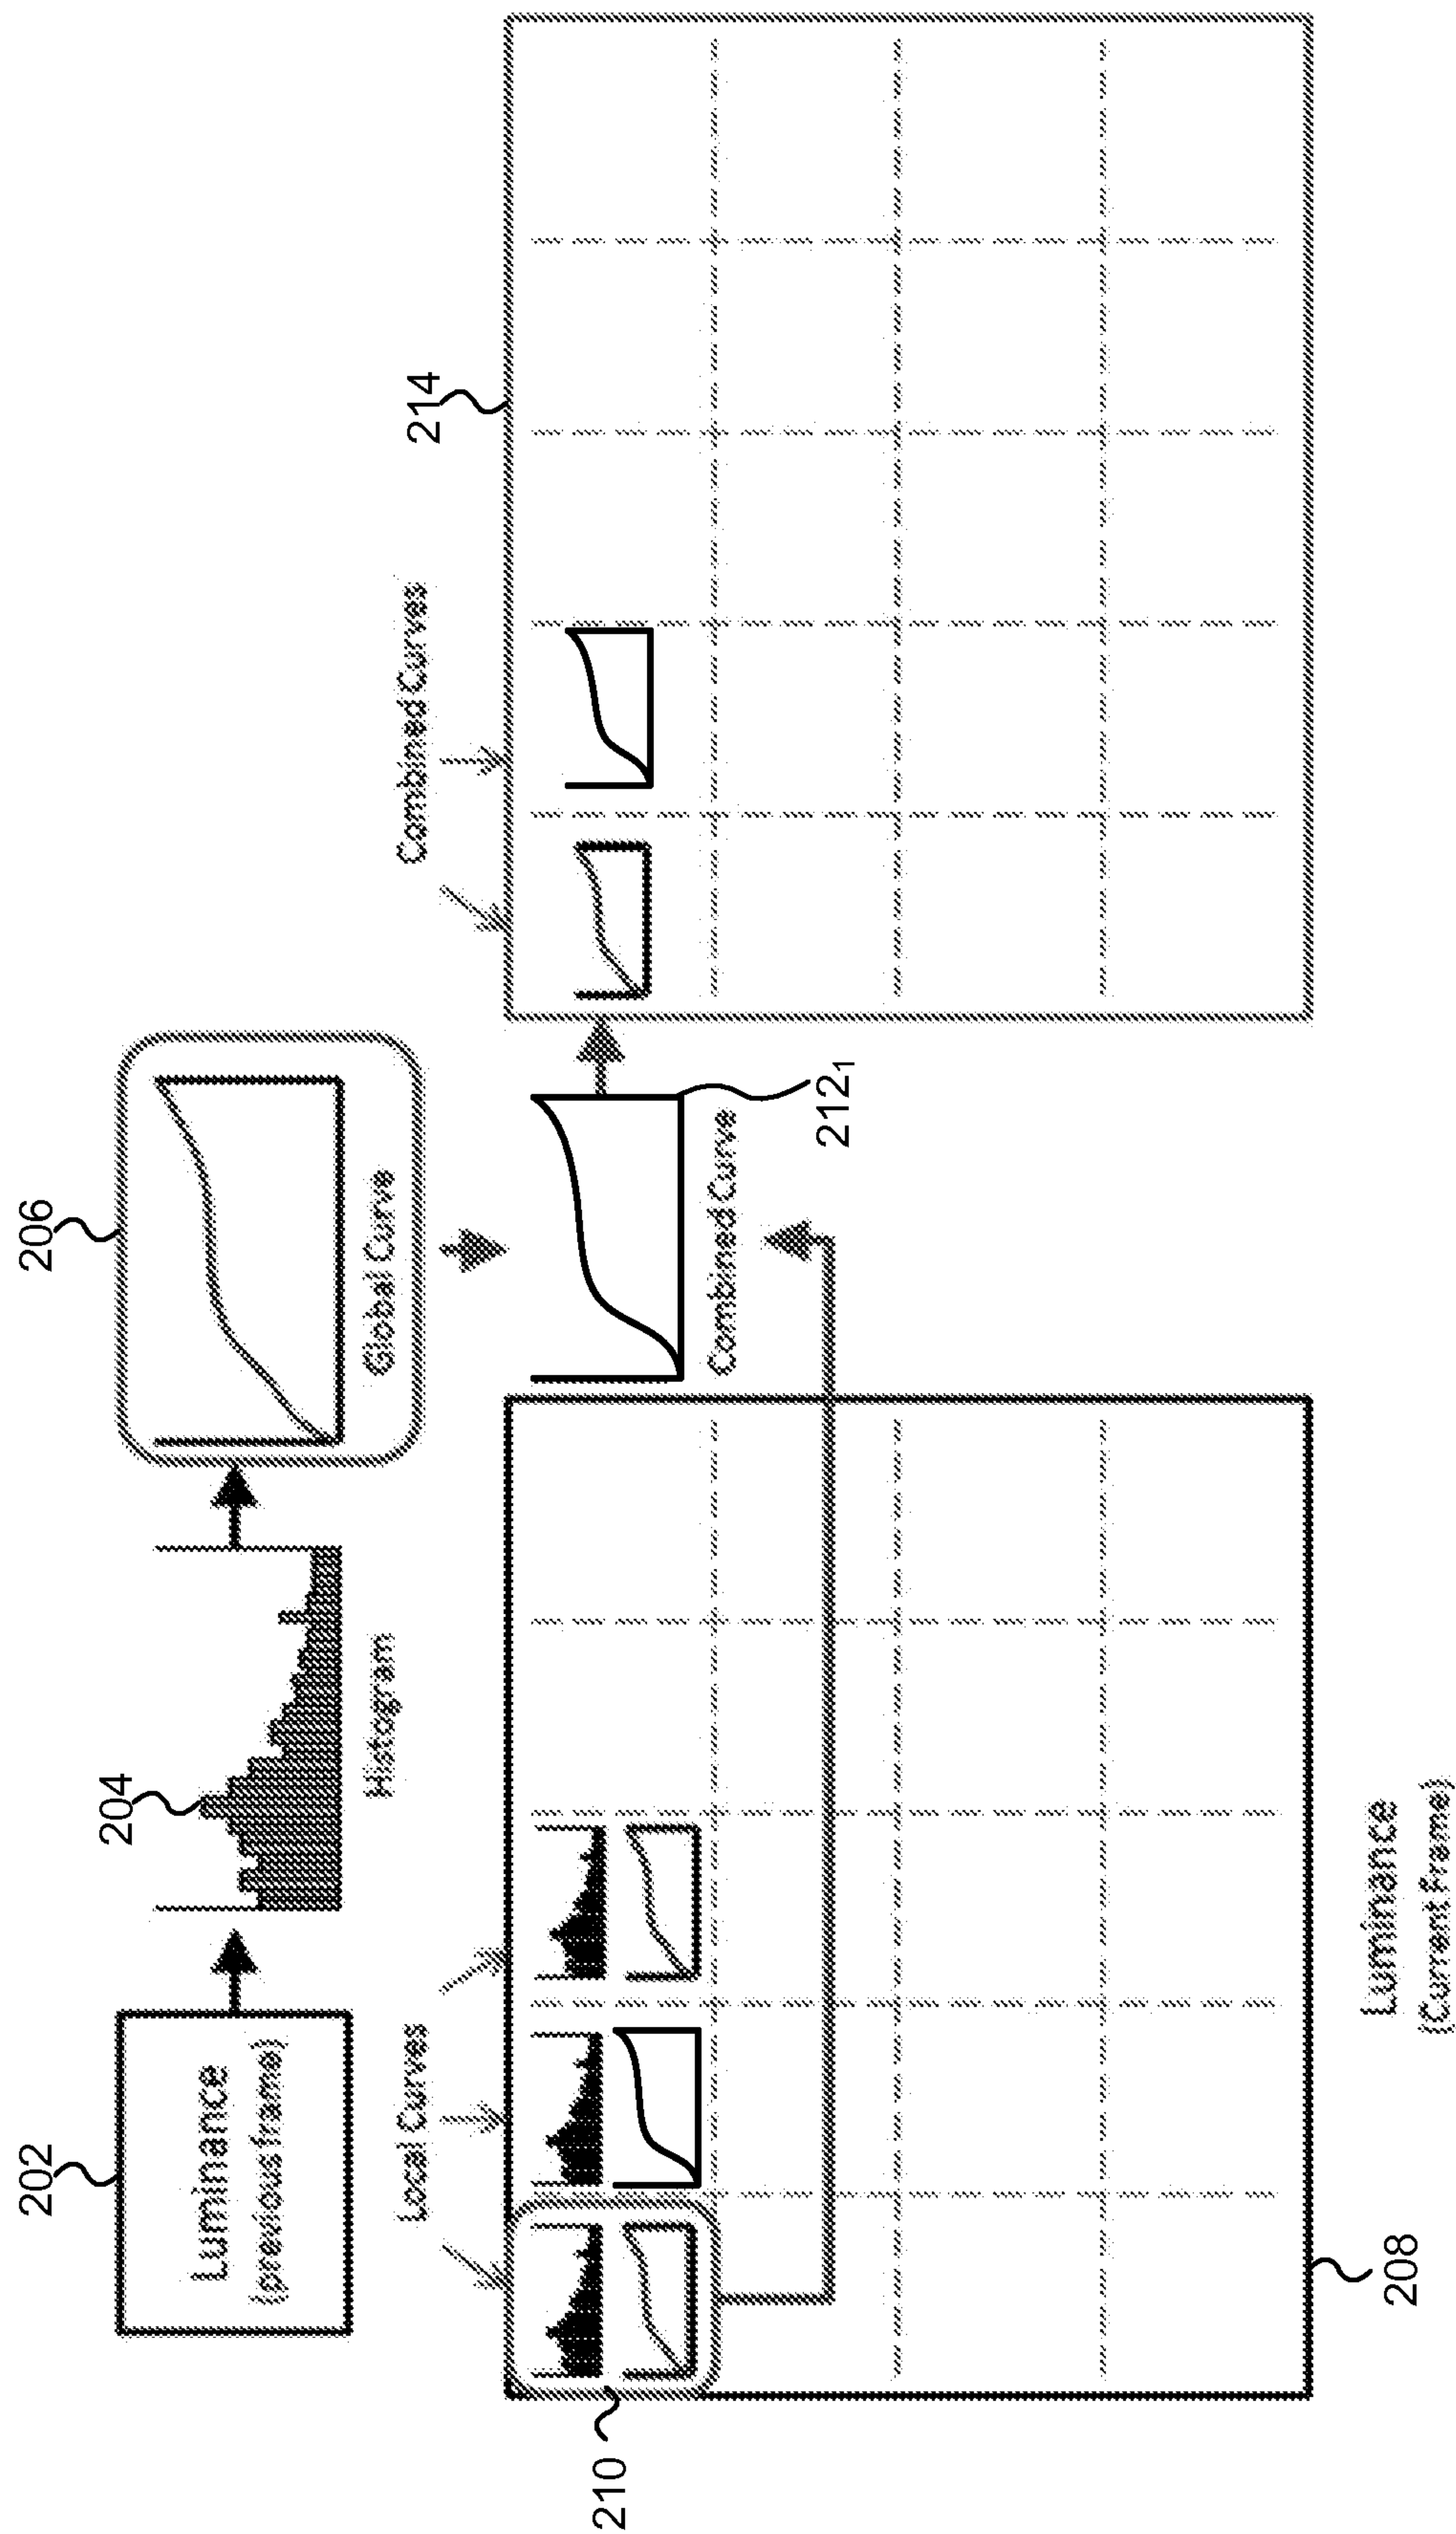 202
Luminance
(previous frame)
204
Histogram
206
Global Curve
Local Curves
Combined Curves
214
210
Combined Curve
212₁
208
Luminance
(Current Frame)